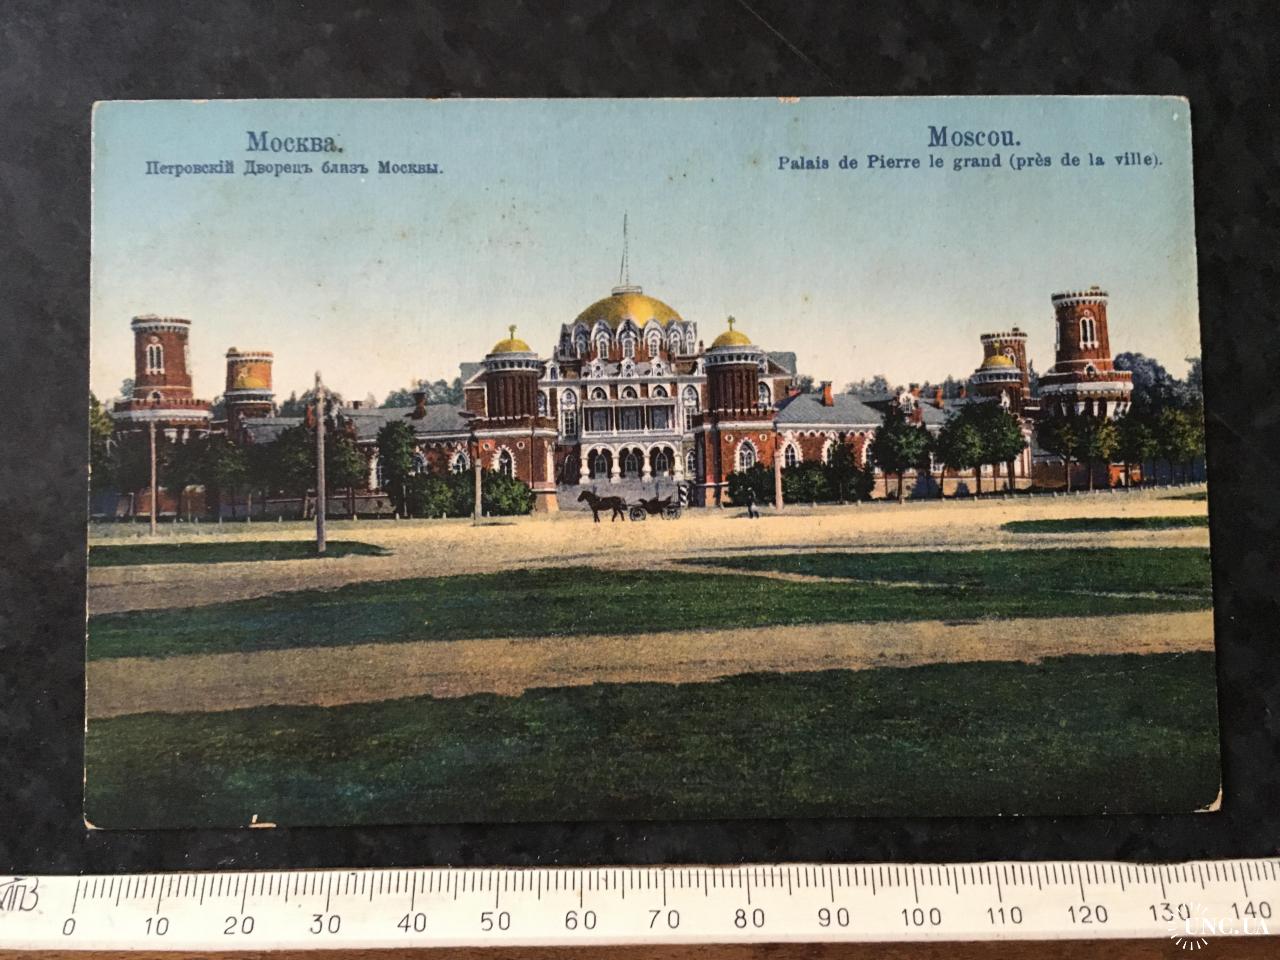 Москва.
Петровскій Дворецъ близъ Москвы.
Moscou.
Palais de Pierre le grand (près de la ville).
0 10 20 30 40 50 60 70 80 90 100 110 120 130 140
UNC.UA